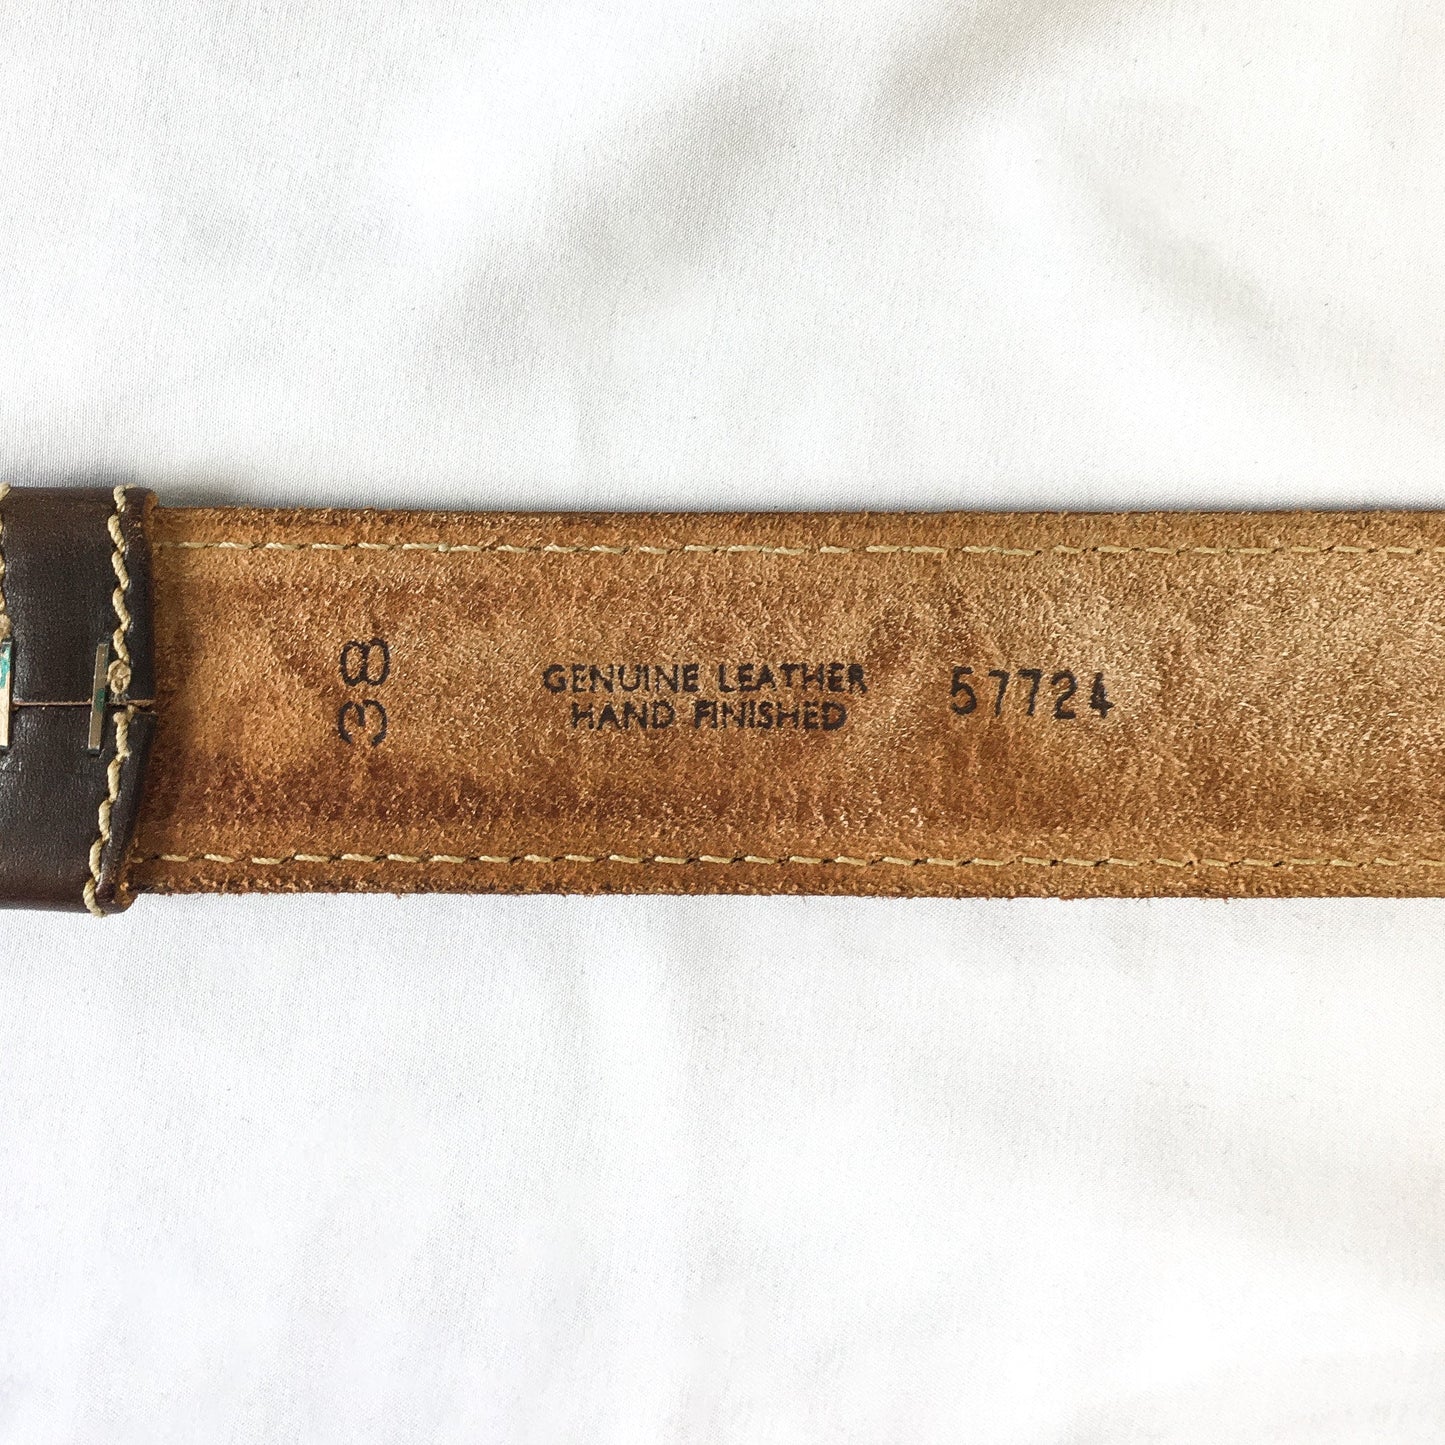 38
GENUINE LEATHER
HAND FINISHED
57724